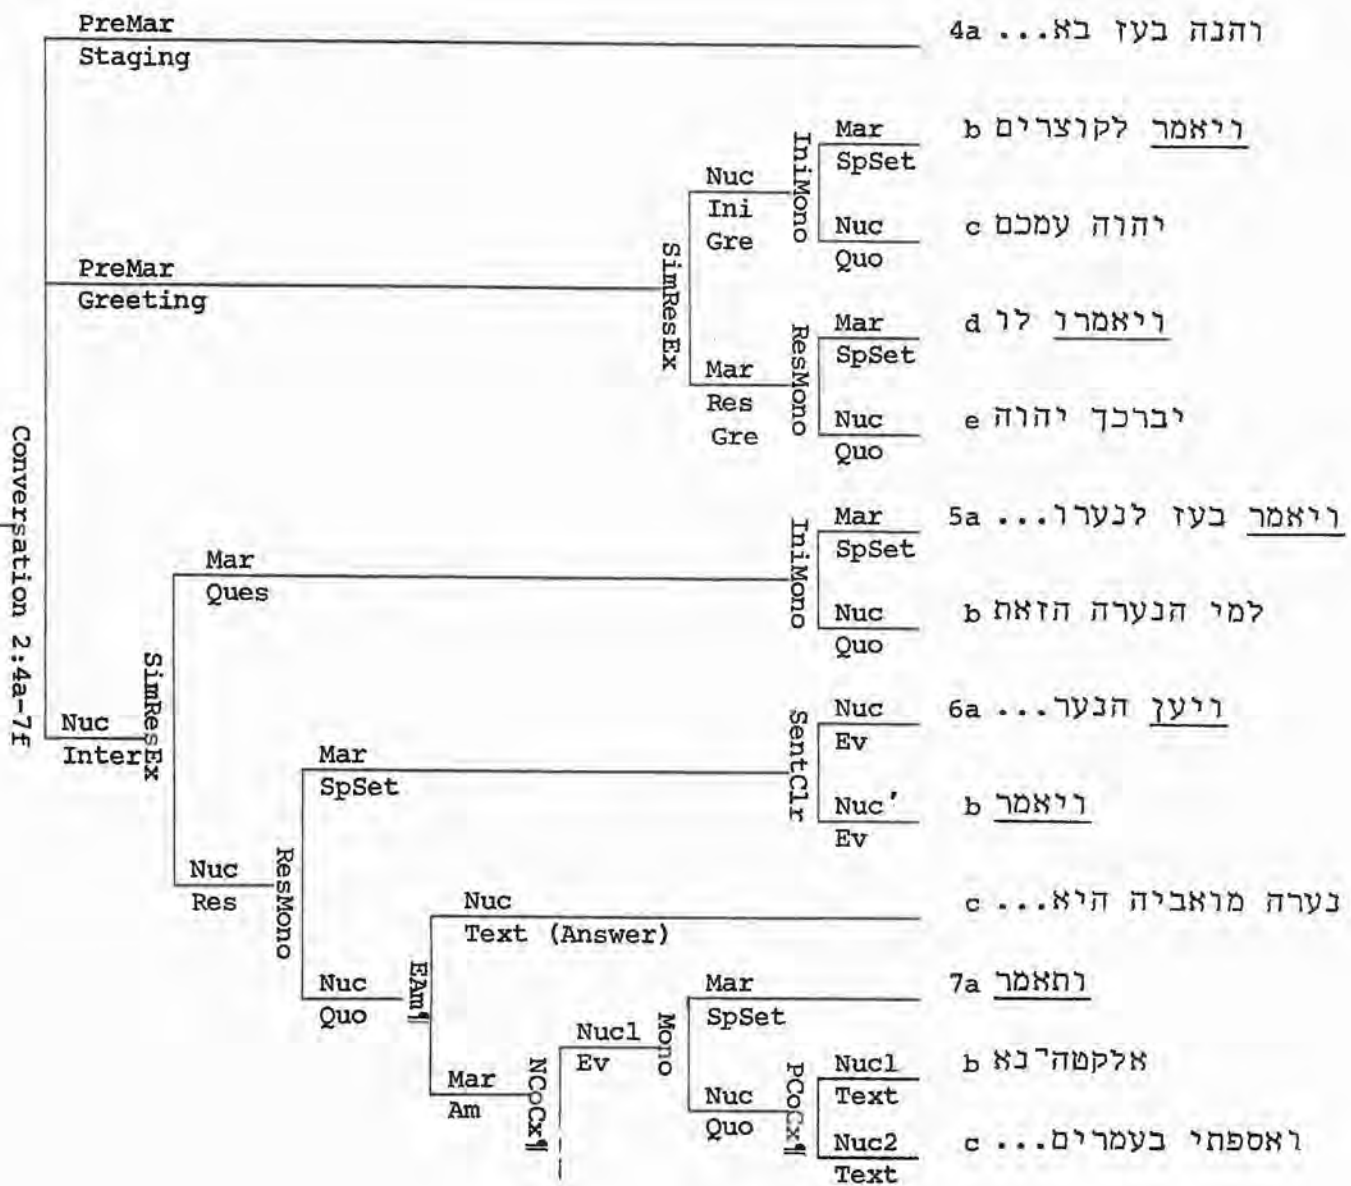 PreMar
Staging
4a והנה בעז בא...
Mar
SpSet
b ויאמר לקוצרים
IniMono
Nuc
Ini
Gre
Nuc
Quo
c יהוה עמכם
PreMar
Greeting
SimResEx
Mar
SpSet
d ויאמרו לו
ResMono
Mar
Res
Gre
Nuc
Quo
e יברכך יהוה
Conversation 2:4a-7f
Mar
SpSet
5a ויאמר בעז לנערו...
IniMono
Mar
Ques
Nuc
Quo
b למי הנערה הזאת
SimResEx
Nuc
Inter
Nuc
Ev
6a ויען הנער...
SentClr
Mar
SpSet
Nuc'
Ev
b ויאמר
ResMono
Nuc
Res
Nuc
Text (Answer)
c נערה מואביה היא...
EAm¶
Nuc
Quo
Mar
SpSet
7a ותאמר
Mono
Nucl
Ev
NCoCx¶
Mar
Am
Nucl
Text
b אלקטה־נא
PCoCx¶
Nuc
Quo
Nuc2
Text
c ואספתי בעמרים...